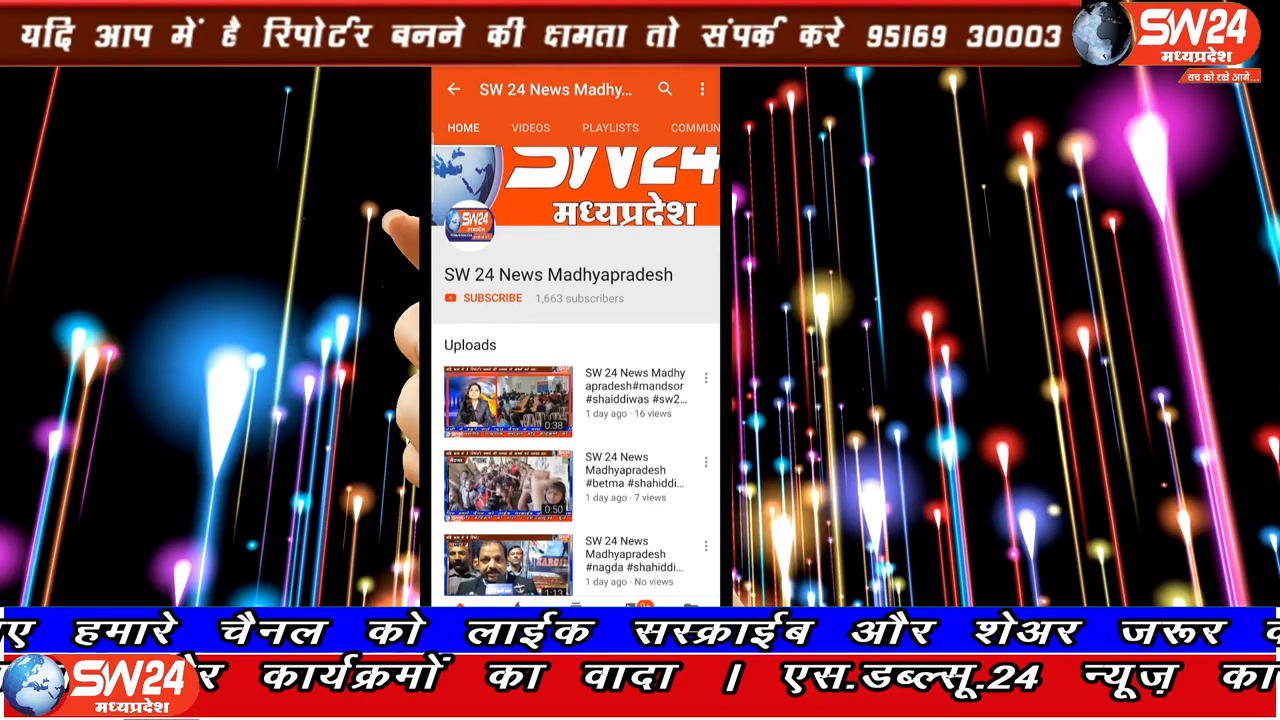 यदि आप में है रिपोर्टर बनने की क्षमता तो संपर्क करे 95169 30003
SW24
मध्यप्रदेश
सच को रखे आगे...
SW 24 News Madhy...
HOME VIDEOS PLAYLISTS COMMUN
SW24
मध्यप्रदेश
SW24
SW 24 News Madhyapradesh
SUBSCRIBE 1,663 subscribers
Uploads
SW 24 News Madhy
apradesh#mandsor
#shaiddiwas #sw2...
1 day ago · 16 views
0:38
SW 24 News
Madhyapradesh
#betma #shahiddi...
1 day ago · 7 views
0:50
SW 24 News
Madhyapradesh
#nagda #shahiddi...
1 day ago · No views
1:13
हमारे चैनल को लाईक सस्क्राईब और शेअर जरूर
कार्यक्रमों का वादा । एस.डब्ल्सू.24 न्यूज़ का
SW24
मध्यप्रदेश